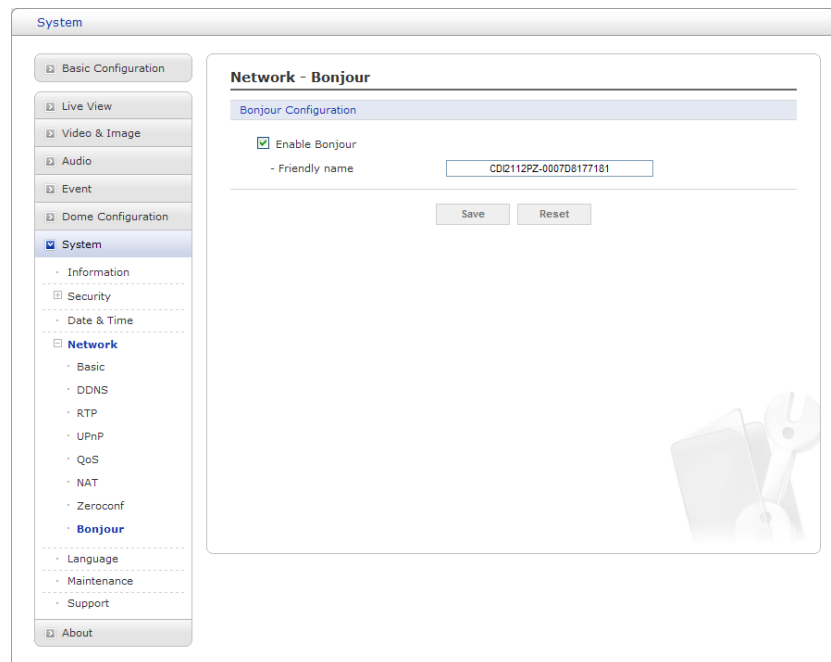 System
Basic Configuration
Live View
Video & Image
Audio
Event
Dome Configuration
System
Information
Security
Date & Time
Network
Basic
DDNS
RTP
UPnP
QoS
NAT
Zeroconf
Bonjour
Language
Maintenance
Support
About
Network - Bonjour
Bonjour Configuration
Enable Bonjour
- Friendly name CDI2112PZ-0007D8177181
Save Reset